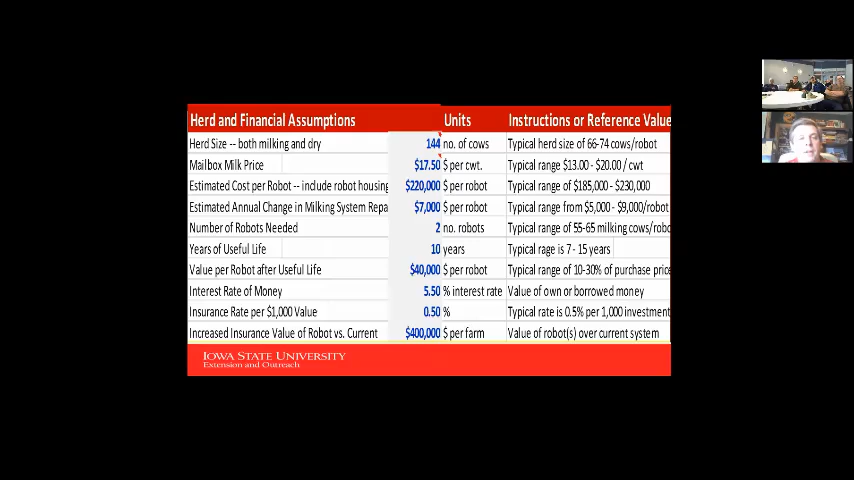 Herd and Financial Assumptions Units Instructions or Reference Value
Herd Size -- both milking and dry 144 no. of cows Typical herd size of 66-74 cows/robot
Mailbox Milk Price $17.50 $ per cwt. Typical range $13.00 - $20.00 / cwt
Estimated Cost per Robot -- include robot housing $220,000 $ per robot Typical range of $185,000 - $230,000
Estimated Annual Change in Milking System Repa $7,000 $ per robot Typical range from $5,000 - $9,000/robot
Number of Robots Needed 2 no. robots Typical range of 55-65 milking cows/robo
Years of Useful Life 10 years Typical rage is 7 - 15 years
Value per Robot after Useful Life $40,000 $ per robot Typical range of 10-30% of purchase price
Interest Rate of Money 5.50 % interest rate Value of own or borrowed money
Insurance Rate per $1,000 Value 0.50 % Typical rate is 0.5% per 1,000 investment
Increased Insurance Value of Robot vs. Current $400,000 $ per farm Value of robot(s) over current system
IOWA STATE UNIVERSITY
Extension and Outreach